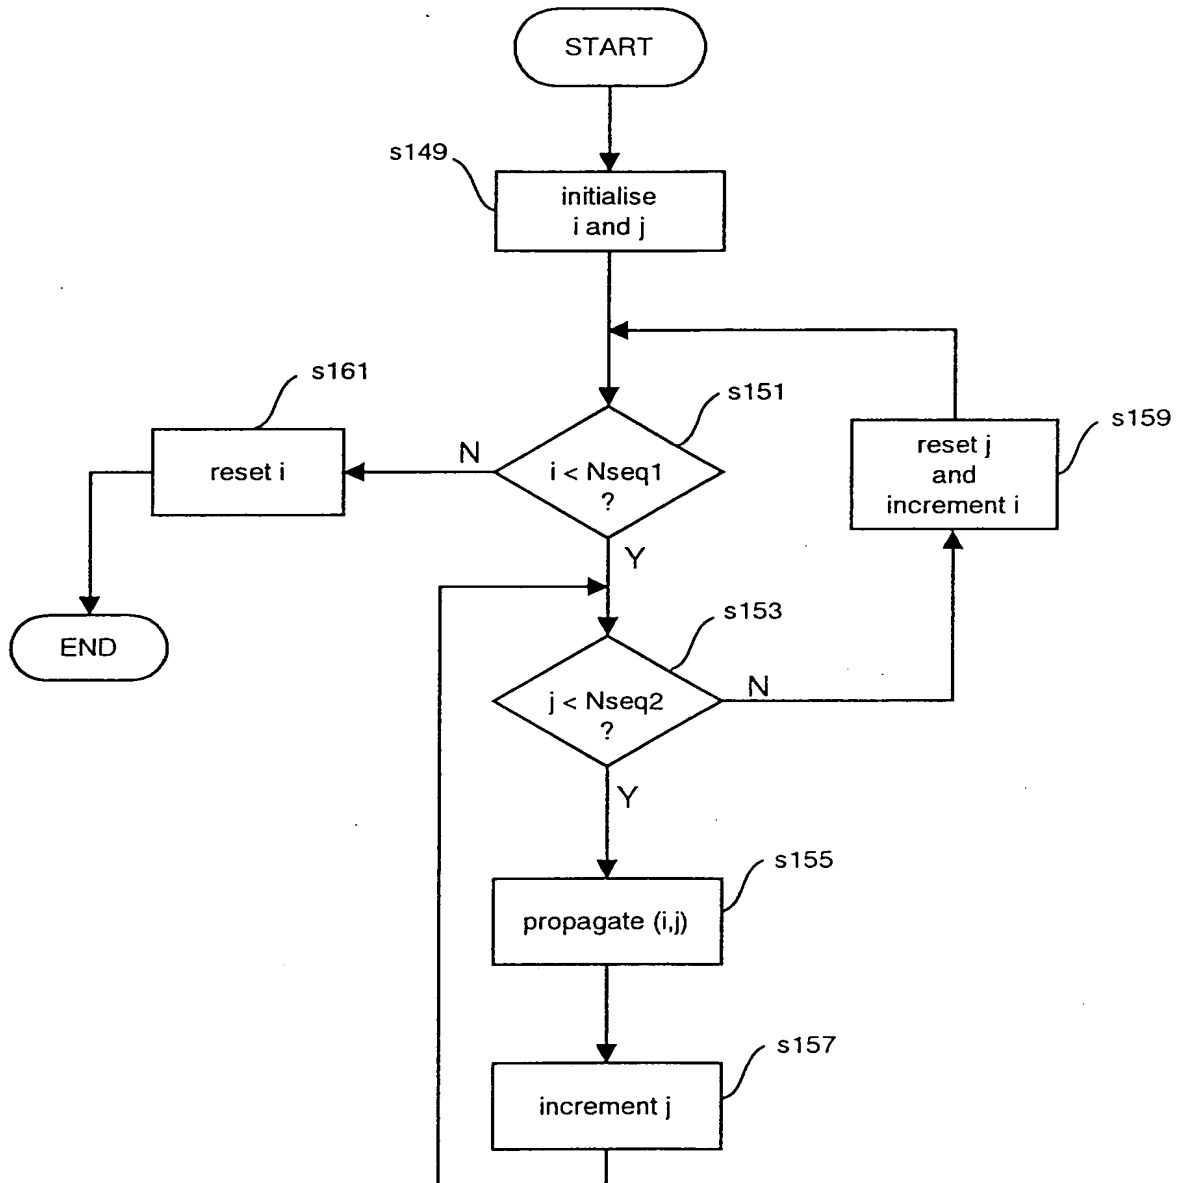 START
s149
initialise
i and j
s161
s151
s159
reset i
N
i < Nseq1
?
reset j
and
increment i
Y
s153
END
j < Nseq2
?
N
Y
s155
propagate (i,j)
s157
increment j